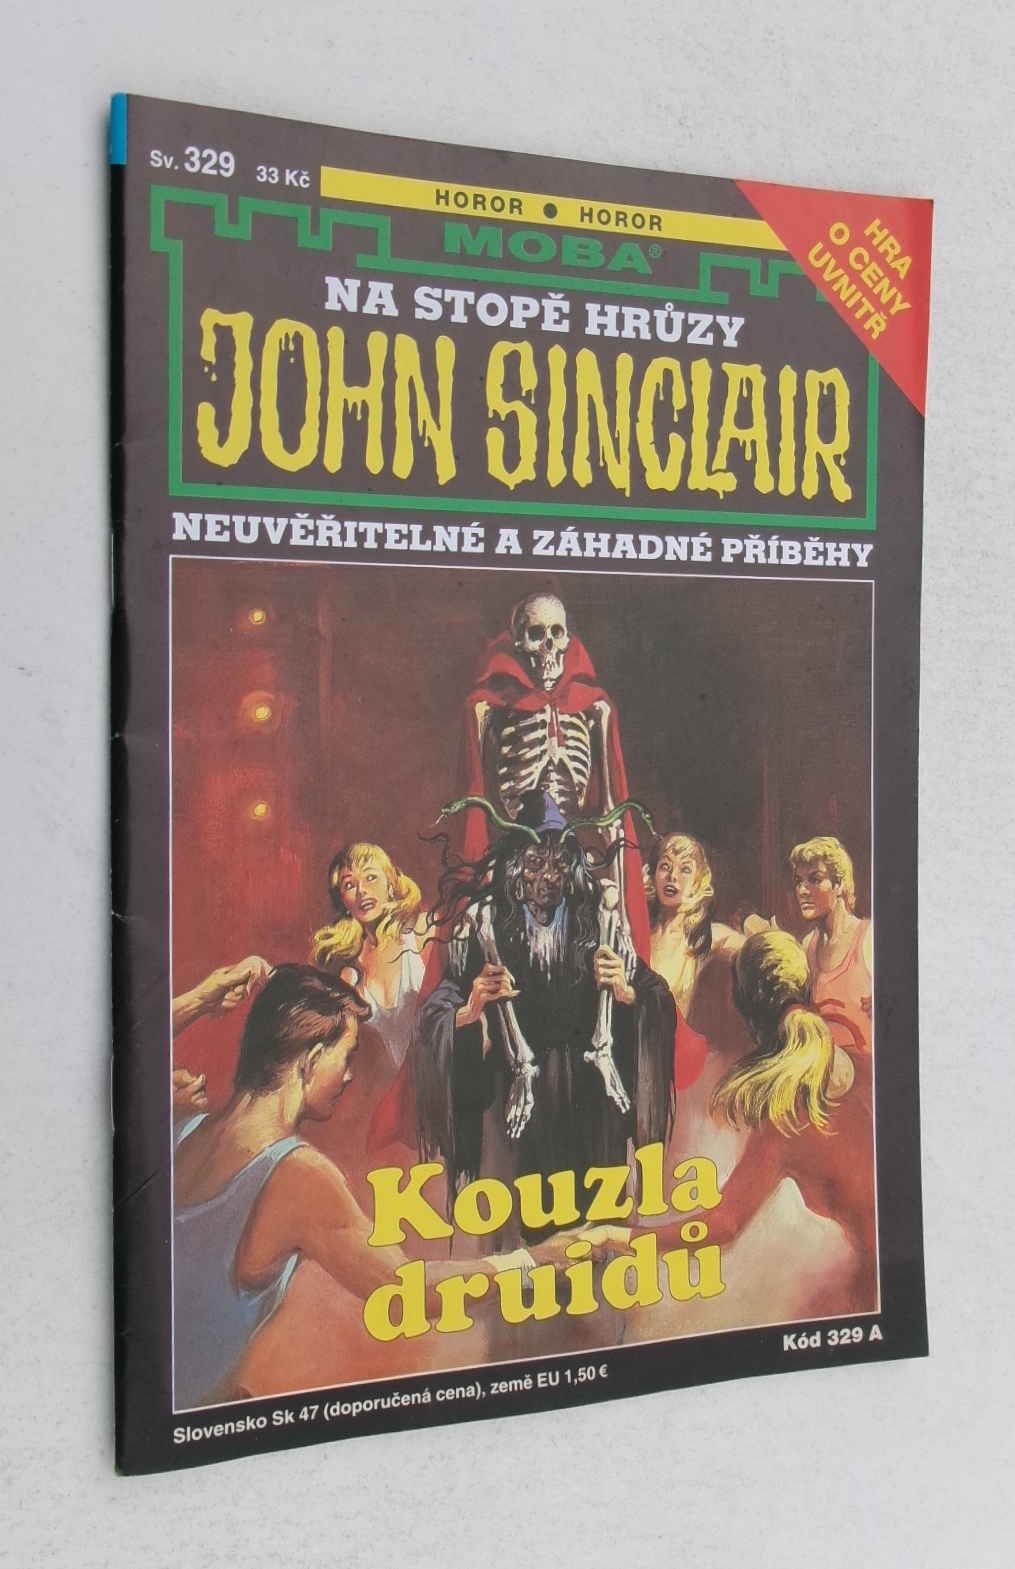 Sv. 329 33 Kč
HOROR ● HOROR
MOBA®
HRA
O CENY
UVNITŘ
NA STOPĚ HRŮZY
JOHN SINCLAIR
NEUVĚŘITELNÉ A ZÁHADNÉ PŘÍBĚHY
Kouzla
druidů
Kód 329 A
Slovensko Sk 47 (doporučená cena), země EU 1,50 €